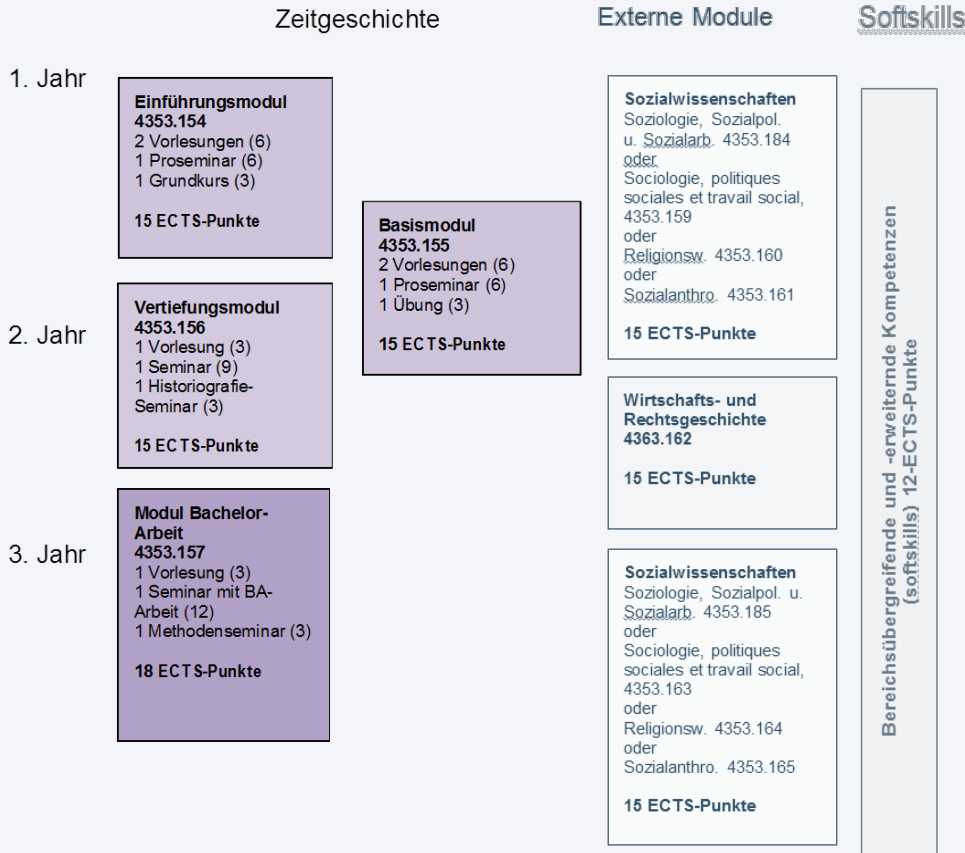 Zeitgeschichte
Externe Module
Softskills
1. Jahr
Einführungsmodul
4353.154
2 Vorlesungen (6)
1 Proseminar (6)
1 Grundkurs (3)
15 ECTS-Punkte
Basismodul
4353.155
2 Vorlesungen (6)
1 Proseminar (6)
1 Übung (3)
15 ECTS-Punkte
Sozialwissenschaften
Soziologie, Sozialpol.
u. Sozialarb. 4353.184
oder
Sociologie, politiques
sociales et travail social,
4353.159
oder
Religionsw. 4353.160
oder
Sozialanthro. 4353.161
15 ECTS-Punkte
2. Jahr
Vertiefungsmodul
4353.156
1 Vorlesung (3)
1 Seminar (9)
1 Historiografie-
Seminar (3)
15 ECTS-Punkte
Wirtschafts- und
Rechtsgeschichte
4363.162
15 ECTS-Punkte
3. Jahr
Modul Bachelor-
Arbeit
4353.157
1 Vorlesung (3)
1 Seminar mit BA-
Arbeit (12)
1 Methodenseminar (3)
18 ECTS-Punkte
Sozialwissenschaften
Soziologie, Sozialpol. u.
Sozialarb. 4353.185
oder
Sociologie, politiques
sociales et travail social,
4353.163
oder
Religionsw. 4353.164
oder
Sozialanthro. 4353.165
15 ECTS-Punkte
Bereichsübergreifende und -erweiternde Kompetenzen
(softskills) 12-ECTS-Punkte